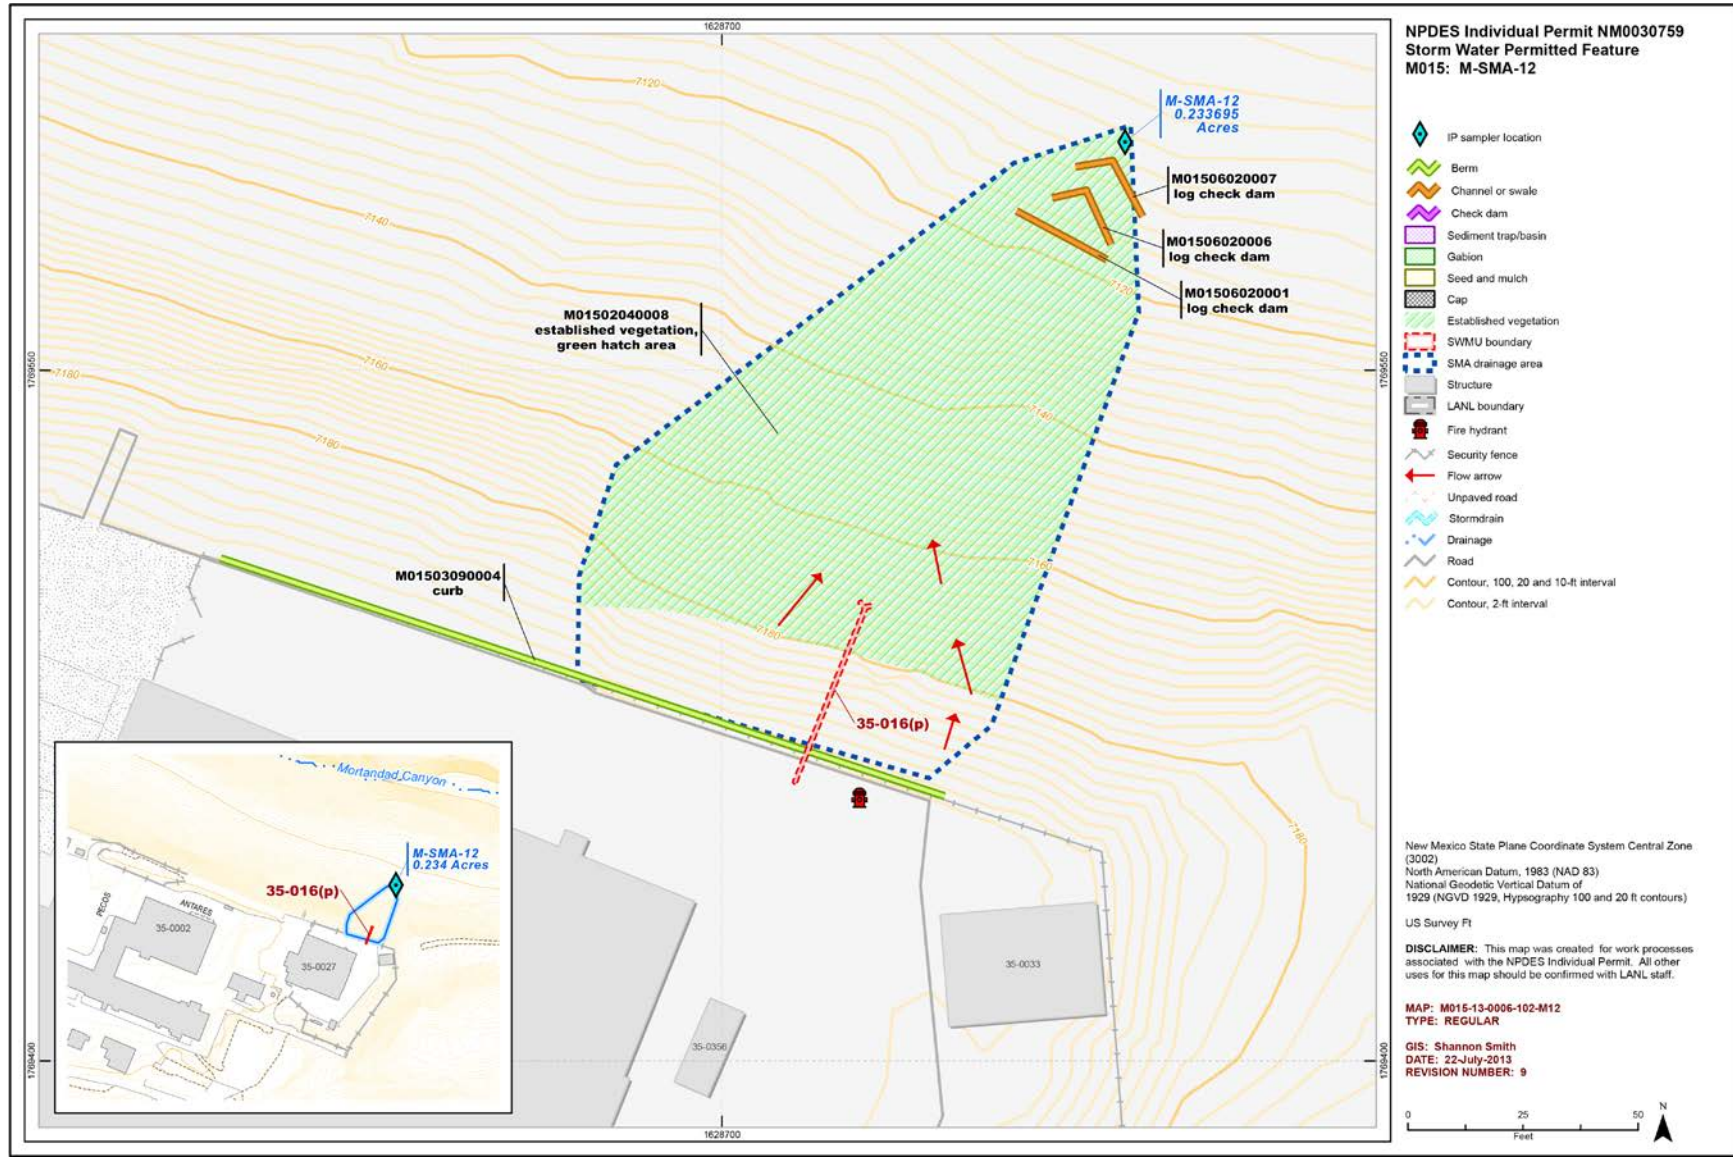 1628700
NPDES Individual Permit NM0030759
Storm Water Permitted Feature
M015: M-SMA-12
7120
M-SMA-12
0.233695
Acres
IP sampler location
Berm
Channel or swale
Check dam
Sediment trap/basin
Gabion
Seed and mulch
Cap
Established vegetation
SWMU boundary
SMA drainage area
Structure
LANL boundary
Fire hydrant
Security fence
Flow arrow
Unpaved road
Stormdrain
Drainage
Road
Contour, 100, 20 and 10-ft interval
Contour, 2-ft interval
M01506020007
log check dam
7140
M01506020006
log check dam
7120
M01506020001
log check dam
M01502040008
established vegetation,
green hatch area
1769550
1769550
7160
7180
7140
7180
7160
M01503090004
curb
7180
35-016(p)
7180
Mortandad Canyon
M-SMA-12
0.234 Acres
35-016(p)
PECOS
ANTARES
35-0002
35-0027
35-0033
35-0356
1769400
1769400
1628700
New Mexico State Plane Coordinate System Central Zone
(3002)
North American Datum, 1983 (NAD 83)
National Geodetic Vertical Datum of
1929 (NGVD 1929, Hypsography 100 and 20 ft contours)
US Survey Ft
DISCLAIMER: This map was created for work processes
associated with the NPDES Individual Permit. All other
uses for this map should be confirmed with LANL staff.
MAP: M015-13-0006-102-M12
TYPE: REGULAR
GIS: Shannon Smith
DATE: 22-July-2013
REVISION NUMBER: 9
0 25 50
Feet
N